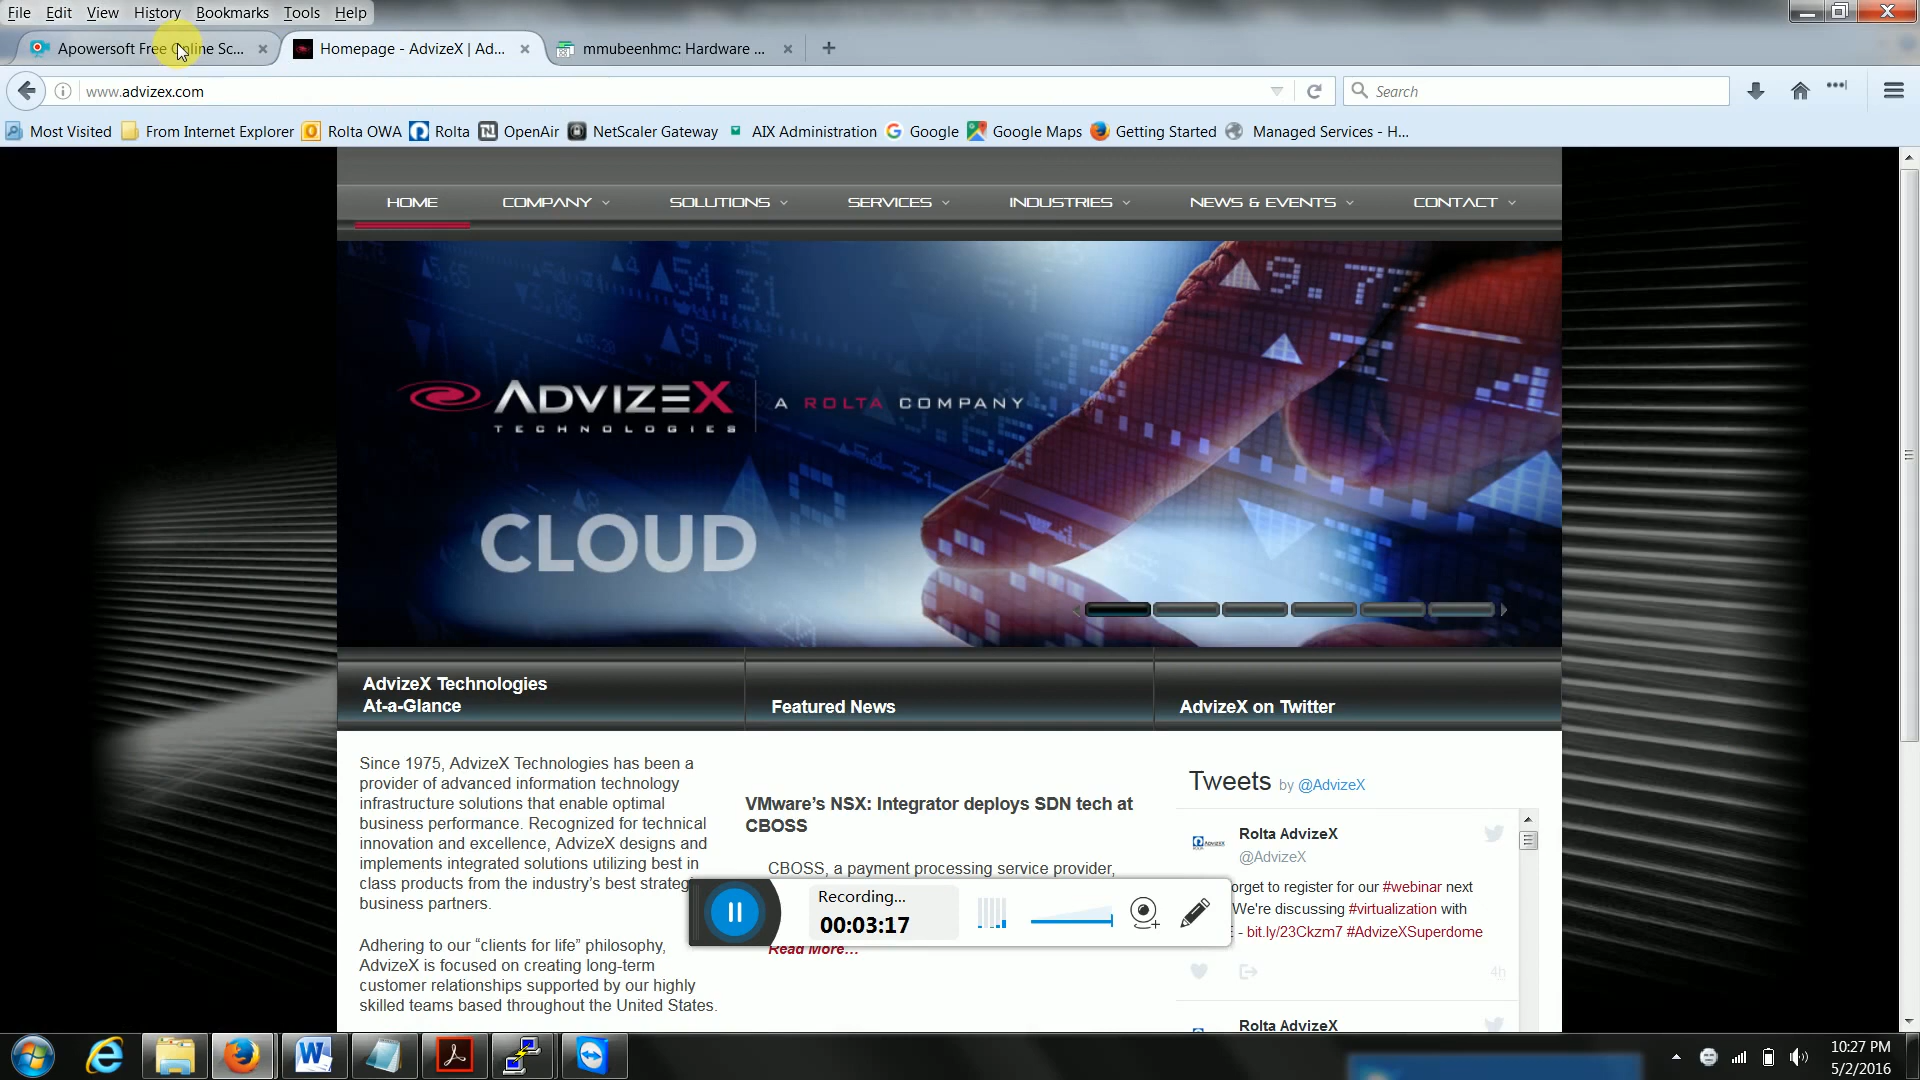 File Edit View History Bookmarks Tools Help
Apowersoft Free Online Sc...
Homepage - AdvizeX | Ad...
mmubeenhmc: Hardware ...
www.advizex.com
Search
Most Visited From Internet Explorer Rolta OWA Rolta OpenAir NetScaler Gateway AIX Administration Google Google Maps Getting Started Managed Services - H...
HOME COMPANY SOLUTIONS SERVICES INDUSTRIES NEWS & EVENTS CONTACT
ADVIZEX
TECHNOLOGIES
A ROLTA COMPANY
CLOUD
AdvizeX Technologies
At-a-Glance
Featured News
AdvizeX on Twitter
Since 1975, AdvizeX Technologies has been a
provider of advanced information technology
infrastructure solutions that enable optimal
business performance. Recognized for technical
innovation and excellence, AdvizeX designs and
implements integrated solutions utilizing best in
class products from the industry's best strateg
business partners.
Adhering to our “clients for life” philosophy,
AdvizeX is focused on creating long-term
customer relationships supported by our highly
skilled teams based throughout the United States.
VMware's NSX: Integrator deploys SDN tech at
CBOSS
CBOSS, a payment processing service provider,
Read More…
Tweets by @AdvizeX
Rolta AdvizeX
@AdvizeX
orget to register for our #webinar next
We're discussing #virtualization with
- bit.ly/23Ckzm7 #AdvizeXSuperdome
4h
Rolta AdvizeX
Recording...
00:03:17
10:27 PM
5/2/2016